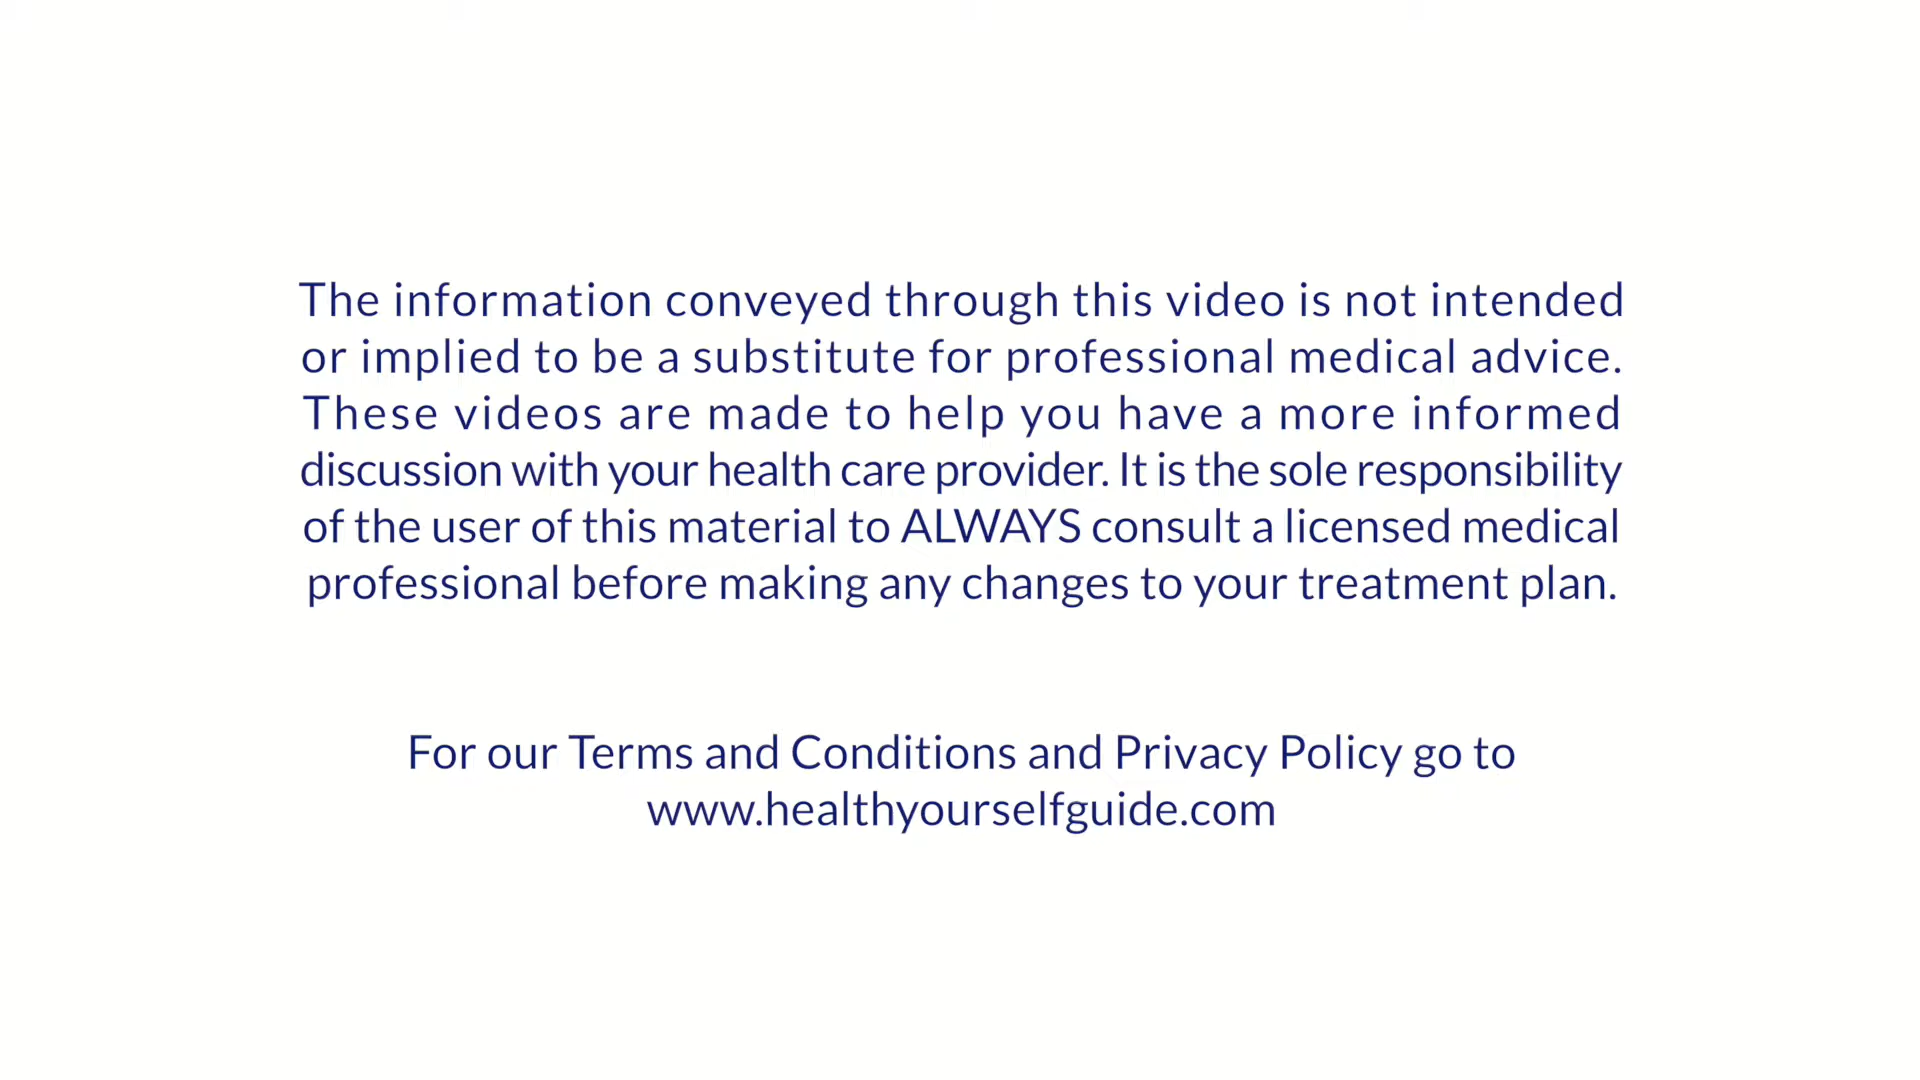 The information conveyed through this video is not intended
or implied to be a substitute for professional medical advice.
These videos are made to help you have a more informed
discussion with your health care provider. It is the sole responsibility
of the user of this material to ALWAYS consult a licensed medical
professional before making any changes to your treatment plan.
For our Terms and Conditions and Privacy Policy go to
www.healthyourselfguide.com